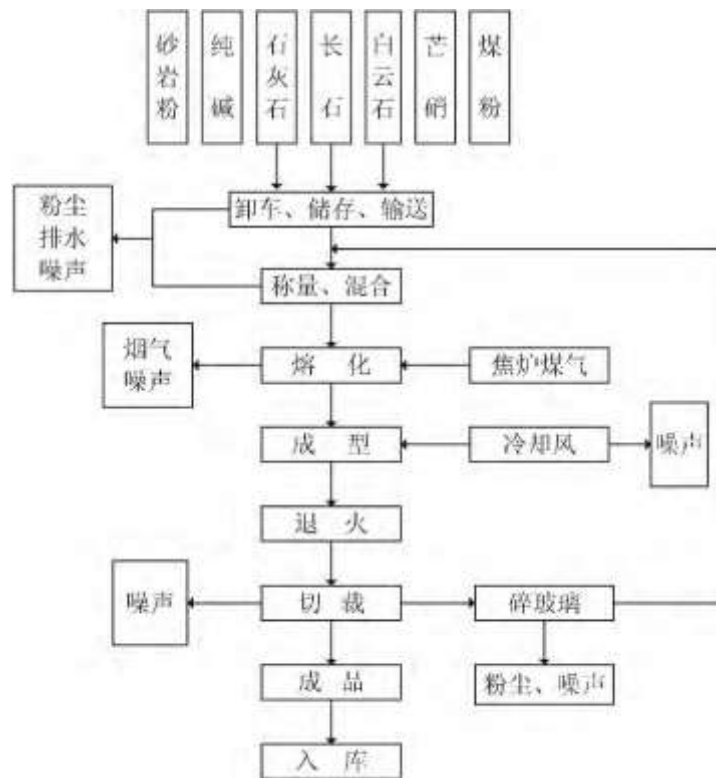 砂岩粉
纯碱
石灰石
长石
白云石
芒硝
煤粉
卸车、储存、输送
粉尘
排水
噪声
称量、混合
烟气
噪声
熔化
焦炉煤气
成型
冷却风
噪声
退火
噪声
切裁
碎玻璃
成品
粉尘、噪声
入库